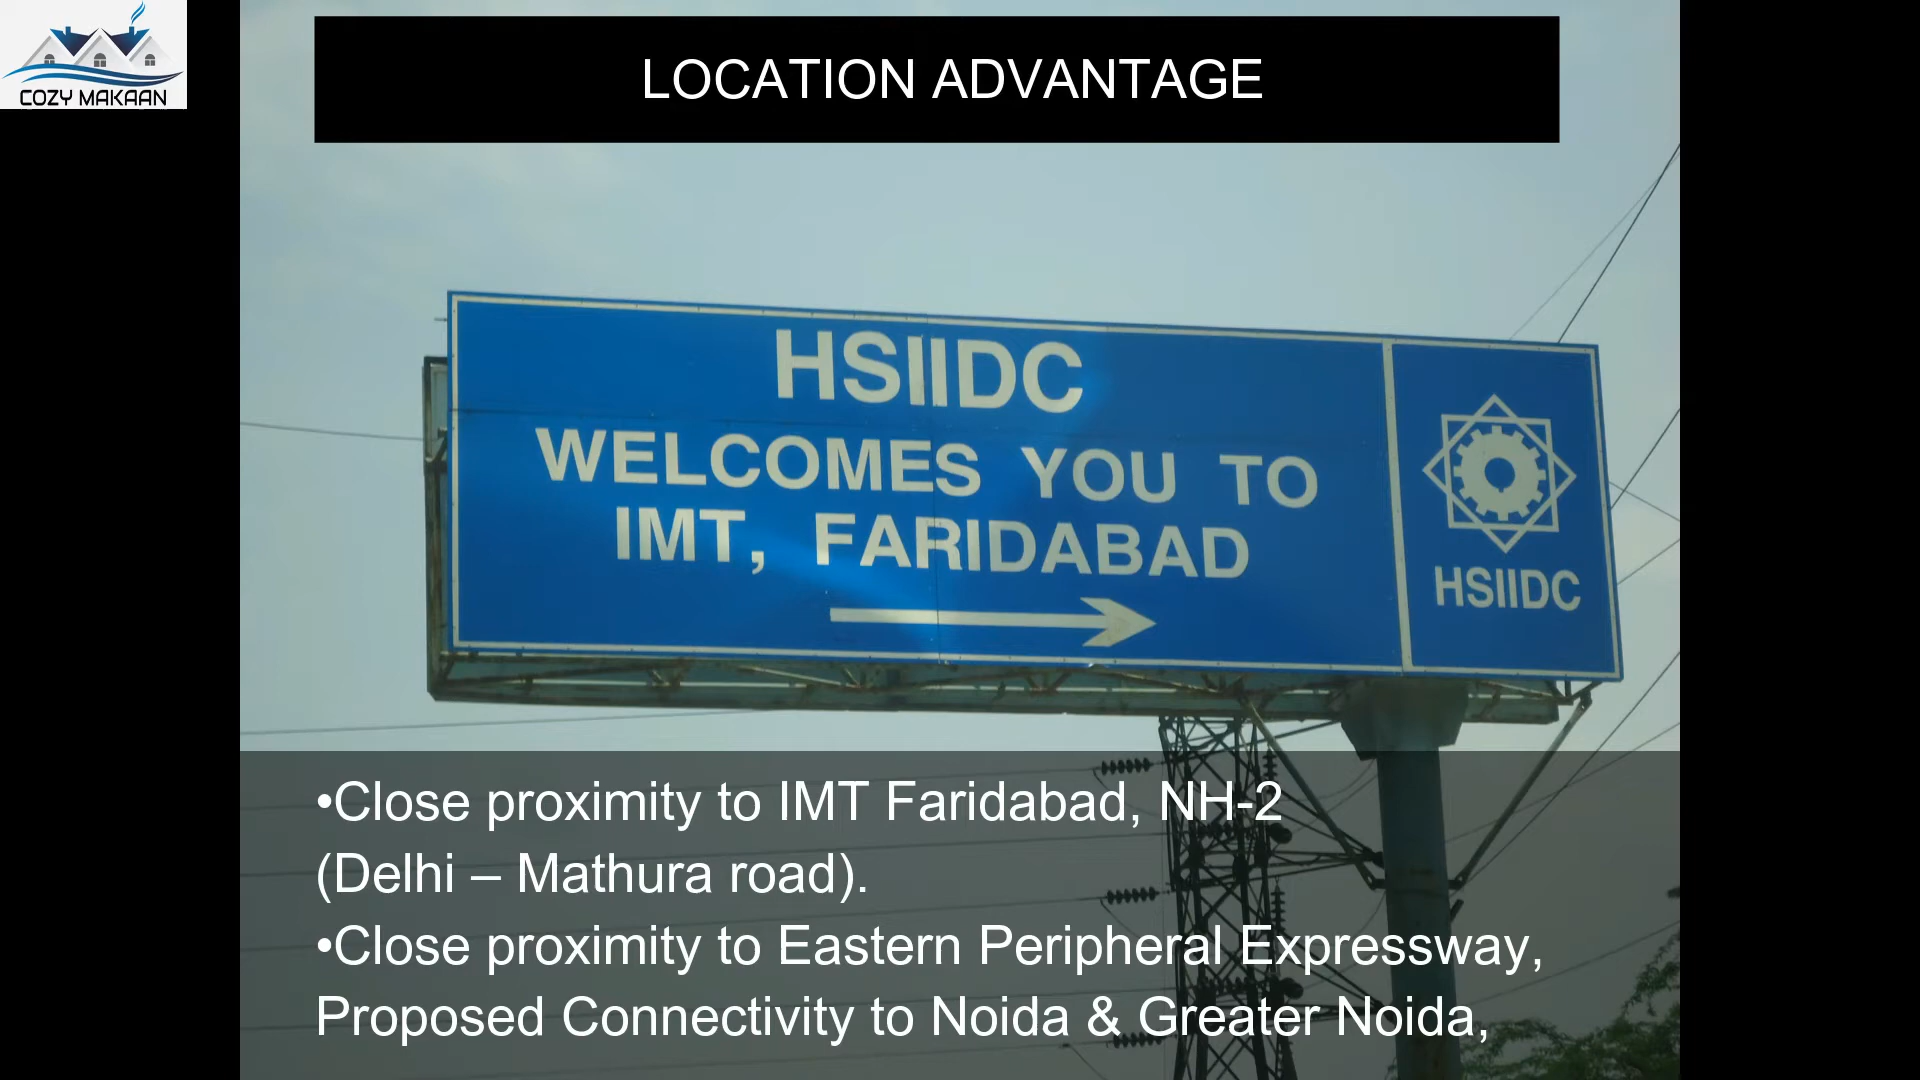 COZY MAKAAN
LOCATION ADVANTAGE
HSIIDC
WELCOMES YOU TO
IMT, FARIDABAD
HSIIDC
•Close proximity to IMT Faridabad, NH-2
(Delhi – Mathura road).
•Close proximity to Eastern Peripheral Expressway,
Proposed Connectivity to Noida & Greater Noida,